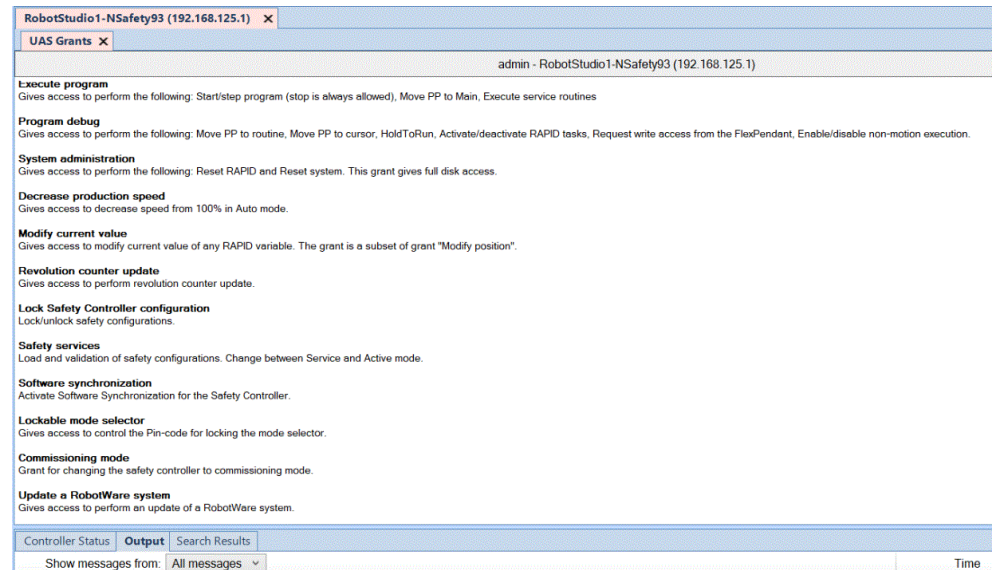 RobotStudio1-NSafety93 (192.168.125.1) X
UAS Grants X
admin - RobotStudio1-NSafety93 (192.168.125.1)
Execute program
Gives access to perform the following: Start/step program (stop is always allowed), Move PP to Main, Execute service routines
Program debug
Gives access to perform the following: Move PP to routine, Move PP to cursor, HoldToRun, Activate/deactivate RAPID tasks, Request write access from the FlexPendant, Enable/disable non-motion execution.
System administration
Gives access to perform the following: Reset RAPID and Reset system. This grant gives full disk access.
Decrease production speed
Gives access to decrease speed from 100% in Auto mode.
Modify current value
Gives access to modify current value of any RAPID variable. The grant is a subset of grant "Modify position".
Revolution counter update
Gives access to perform revolution counter update.
Lock Safety Controller configuration
Lock/unlock safety configurations.
Safety services
Load and validation of safety configurations. Change between Service and Active mode.
Software synchronization
Activate Software Synchronization for the Safety Controller.
Lockable mode selector
Gives access to control the Pin-code for locking the mode selector.
Commissioning mode
Grant for changing the safety controller to commissioning mode.
Update a RobotWare system
Gives access to perform an update of a RobotWare system.
Controller Status Output Search Results
Show messages from: All messages Time